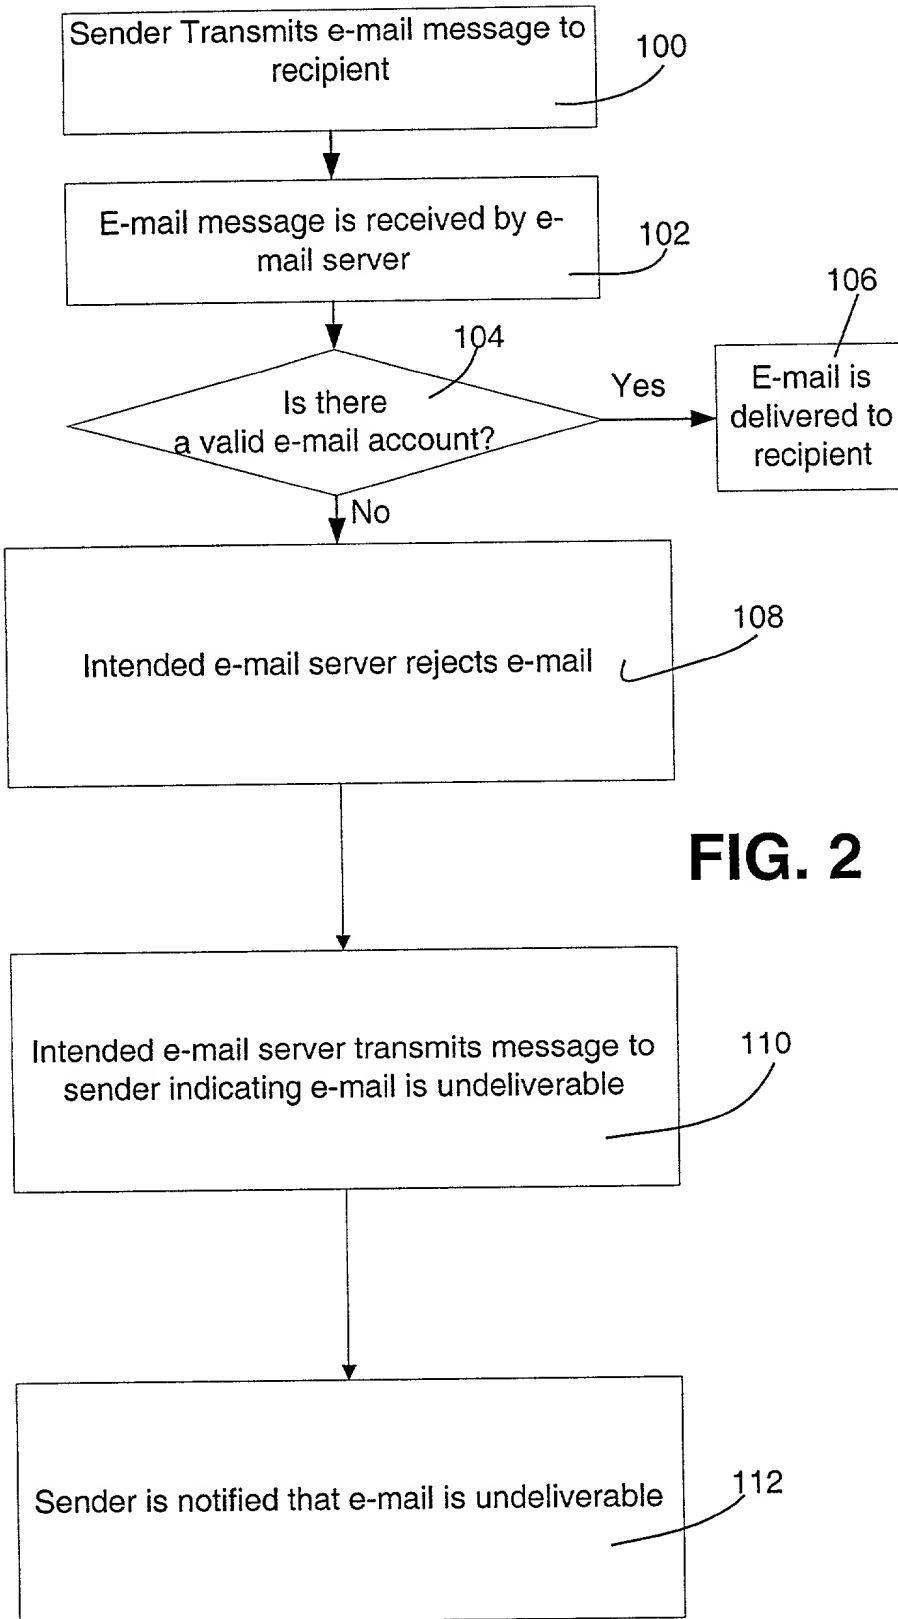 Sender Transmits e-mail message to
recipient
100
E-mail message is received by e-
mail server
102
104
Is there
a valid e-mail account?
Yes
106
E-mail is
delivered to
recipient
No
Intended e-mail server rejects e-mail
108
FIG. 2
Intended e-mail server transmits message to
sender indicating e-mail is undeliverable
110
Sender is notified that e-mail is undeliverable
112